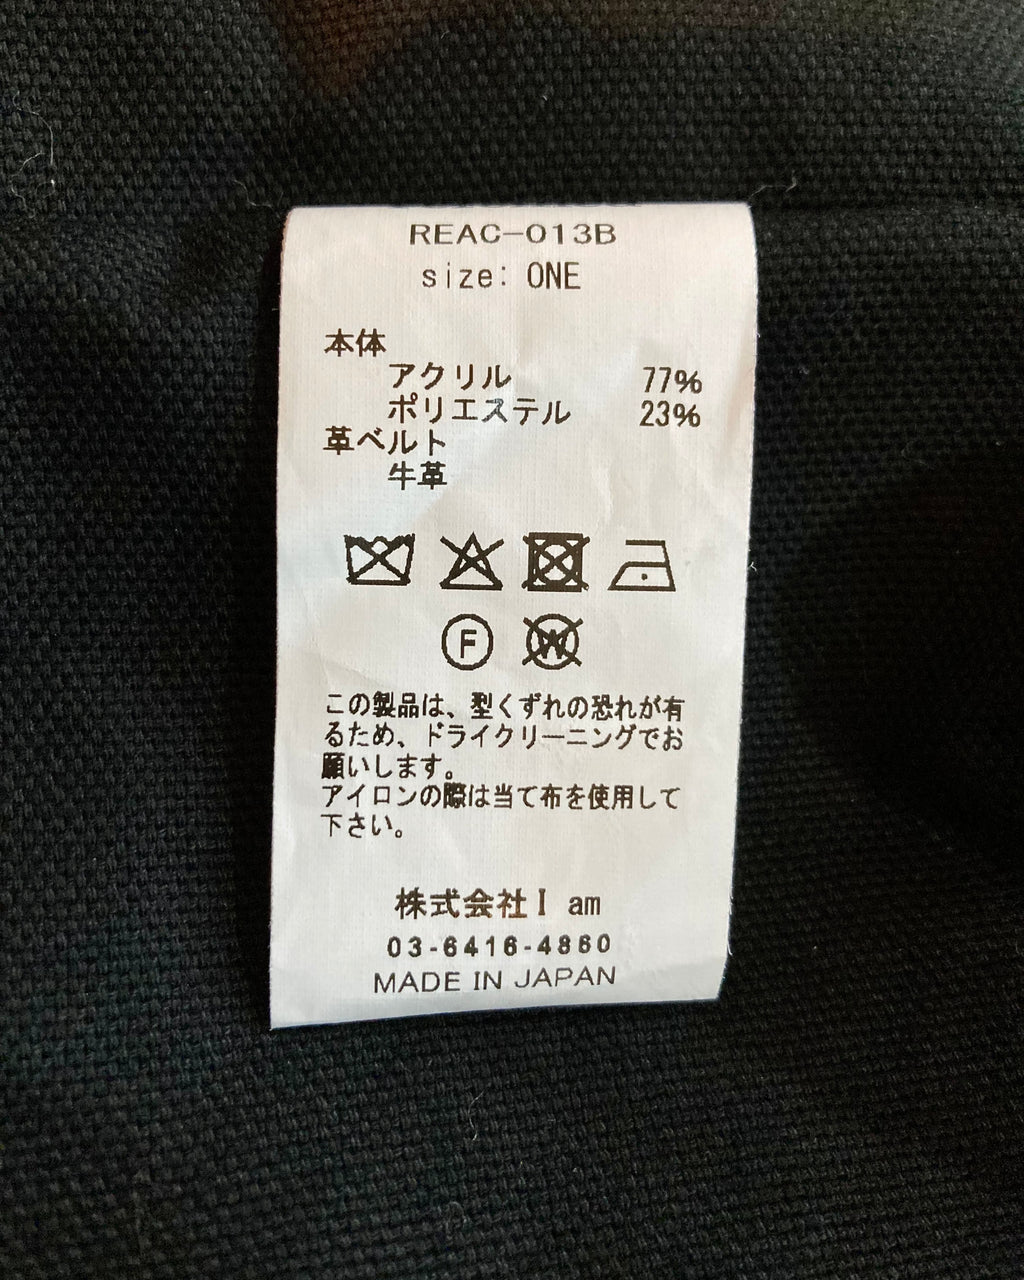 REAC-013B
size: ONE
本体
アクリル 77%
ポリエステル 23%
革ベルト
牛革
F
W
この製品は、型くずれの恐れが有
るため、ドライクリーニングでお
願いします。
アイロンの際は当て布を使用して
下さい。
株式会社I am
03-6416-4860
MADE IN JAPAN